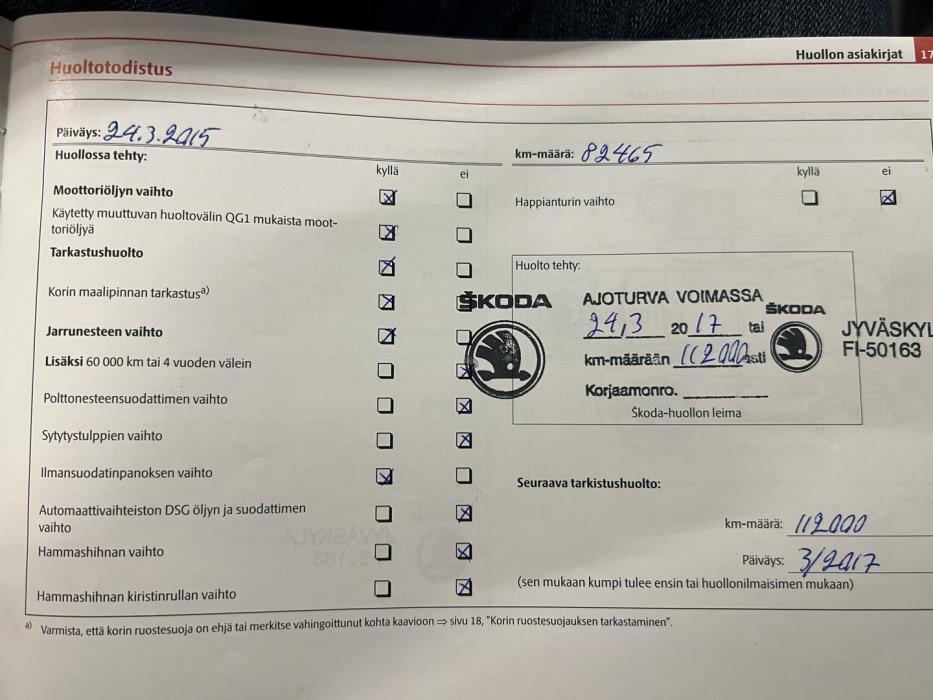 Huollon asiakirjat 17
Huoltotodistus
Päiväys: 24.3.2015
km-määrä: 82465
Huollossa tehty:
kyllä ei
kyllä ei
Moottoriöljyn vaihto
Käytetty muuttuvan huoltovälin QG1 mukaista moot-
toriöljyä
Tarkastushuolto
Korin maalipinnan tarkastus a)
Jarrunesteen vaihto
Lisäksi 60 000 km tai 4 vuoden välein
Polttonesteensuodattimen vaihto
Sytytystulppien vaihto
Ilmansuodatinpanoksen vaihto
Automaattivaihteiston DSG öljyn ja suodattimen
vaihto
Hammashihnan vaihto
Hammashihnan kiristinrullan vaihto
Happianturin vaihto
Huolto tehty:
ŠKODA
AJOTURVA VOIMASSA
24,3 2017 tai
km-määrään 112000 asti
Korjaamonro.
ŠKODA
JYVÄSKYL
FI-50163
Škoda-huollon leima
Seuraava tarkistushuolto:
km-määrä: 112000
Päiväys: 3/2017
(sen mukaan kumpi tulee ensin tai huollonilmaisimen mukaan)
a) Varmista, että korin ruostesuoja on ehjä tai merkitse vahingoittunut kohta kaavioon ⇒ sivu 18, "Korin ruostesuojauksen tarkastaminen".